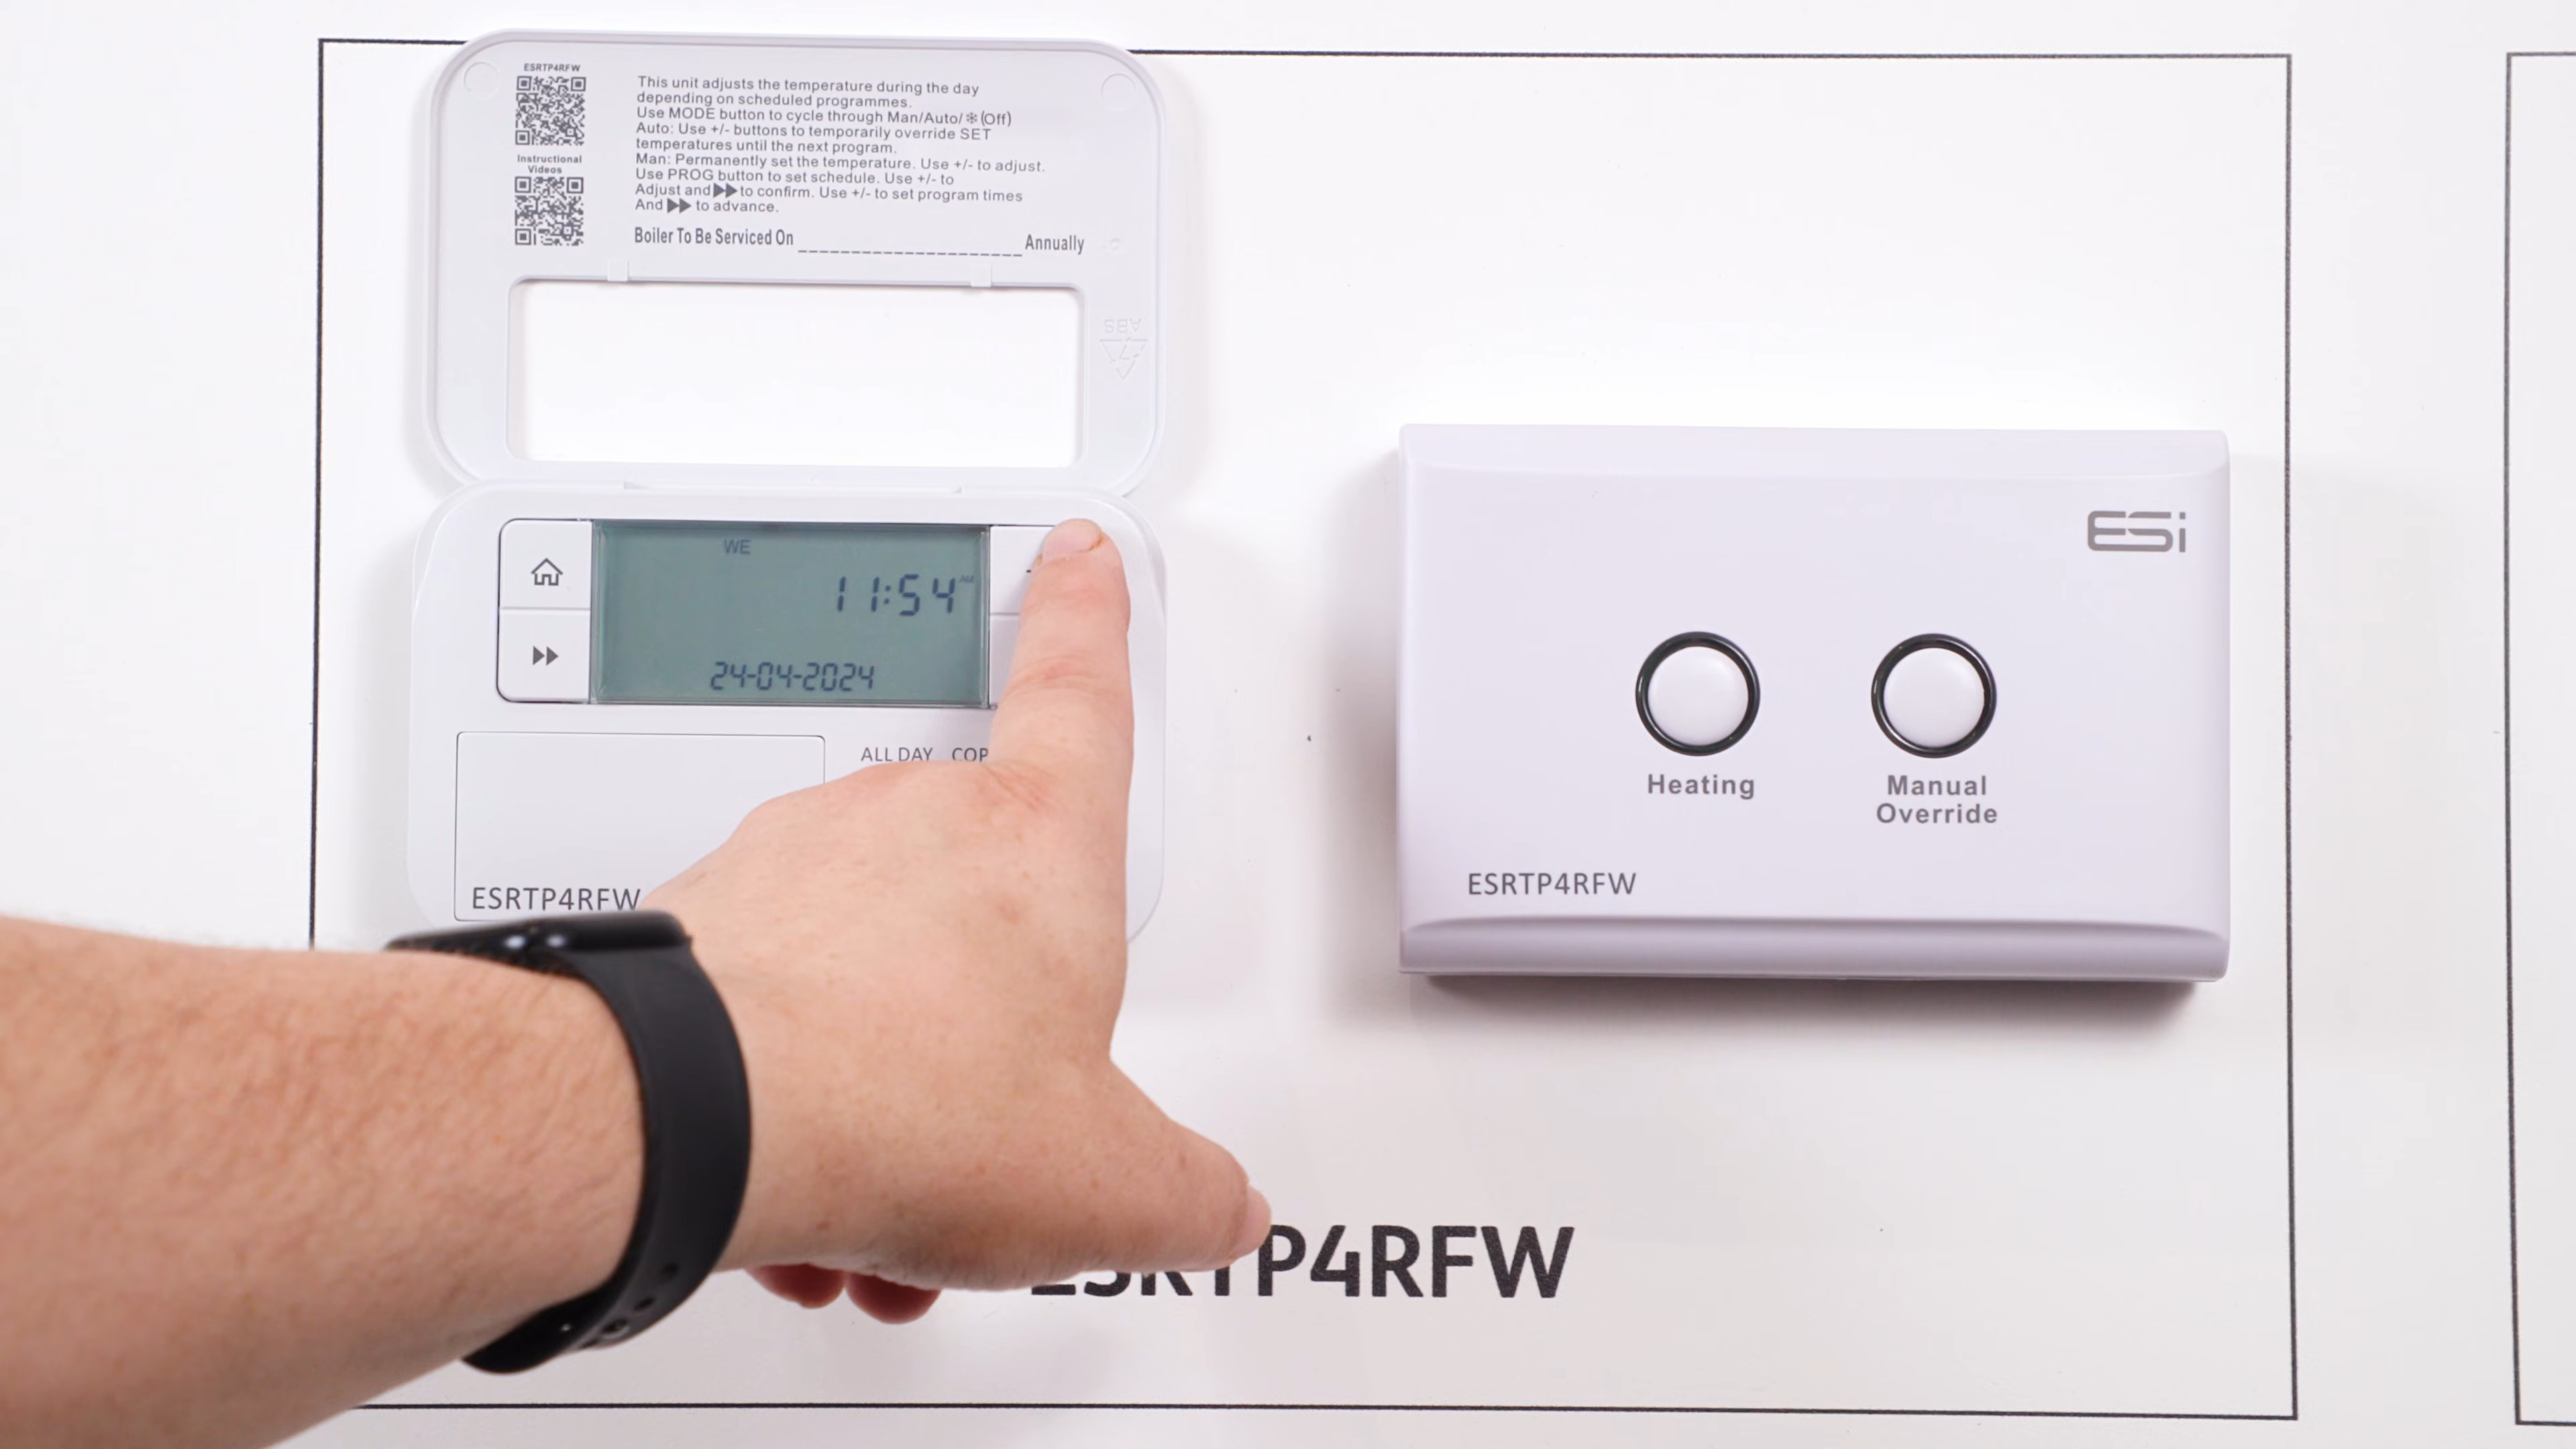 ESRTP4RFW
Instructional
Videos
This unit adjusts the temperature during the day
depending on scheduled programmes.
Use MODE button to cycle through Man/Auto/❄(Off)
Auto: Use +/- buttons to temporarily override SET
temperatures until the next program.
Man: Permanently set the temperature. Use +/- to adjust.
Use PROG button to set schedule. Use +/- to
Adjust and ▶▶ to confirm. Use +/- to set program times
And ▶▶ to advance.
Boiler To Be Serviced On ______________________ Annually
ABS
WE
11:54 AM
24-04-2024
ALL DAY COP
ESRTP4RFW
ESi
Heating
Manual
Override
ESRTP4RFW
ESRTP4RFW